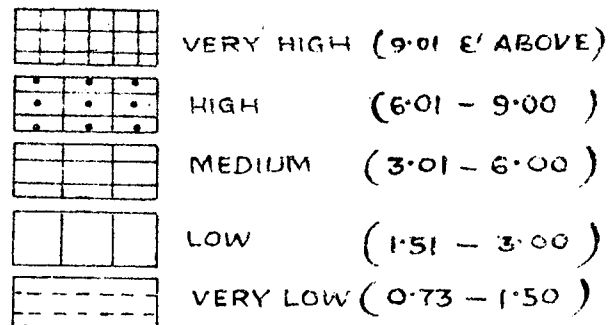 VERY HIGH (9·01 & ABOVE)
HIGH (6·01 – 9·00)
MEDIUM (3·01 – 6·00)
LOW (1·51 – 3·00)
VERY LOW (0·73 – 1·50)